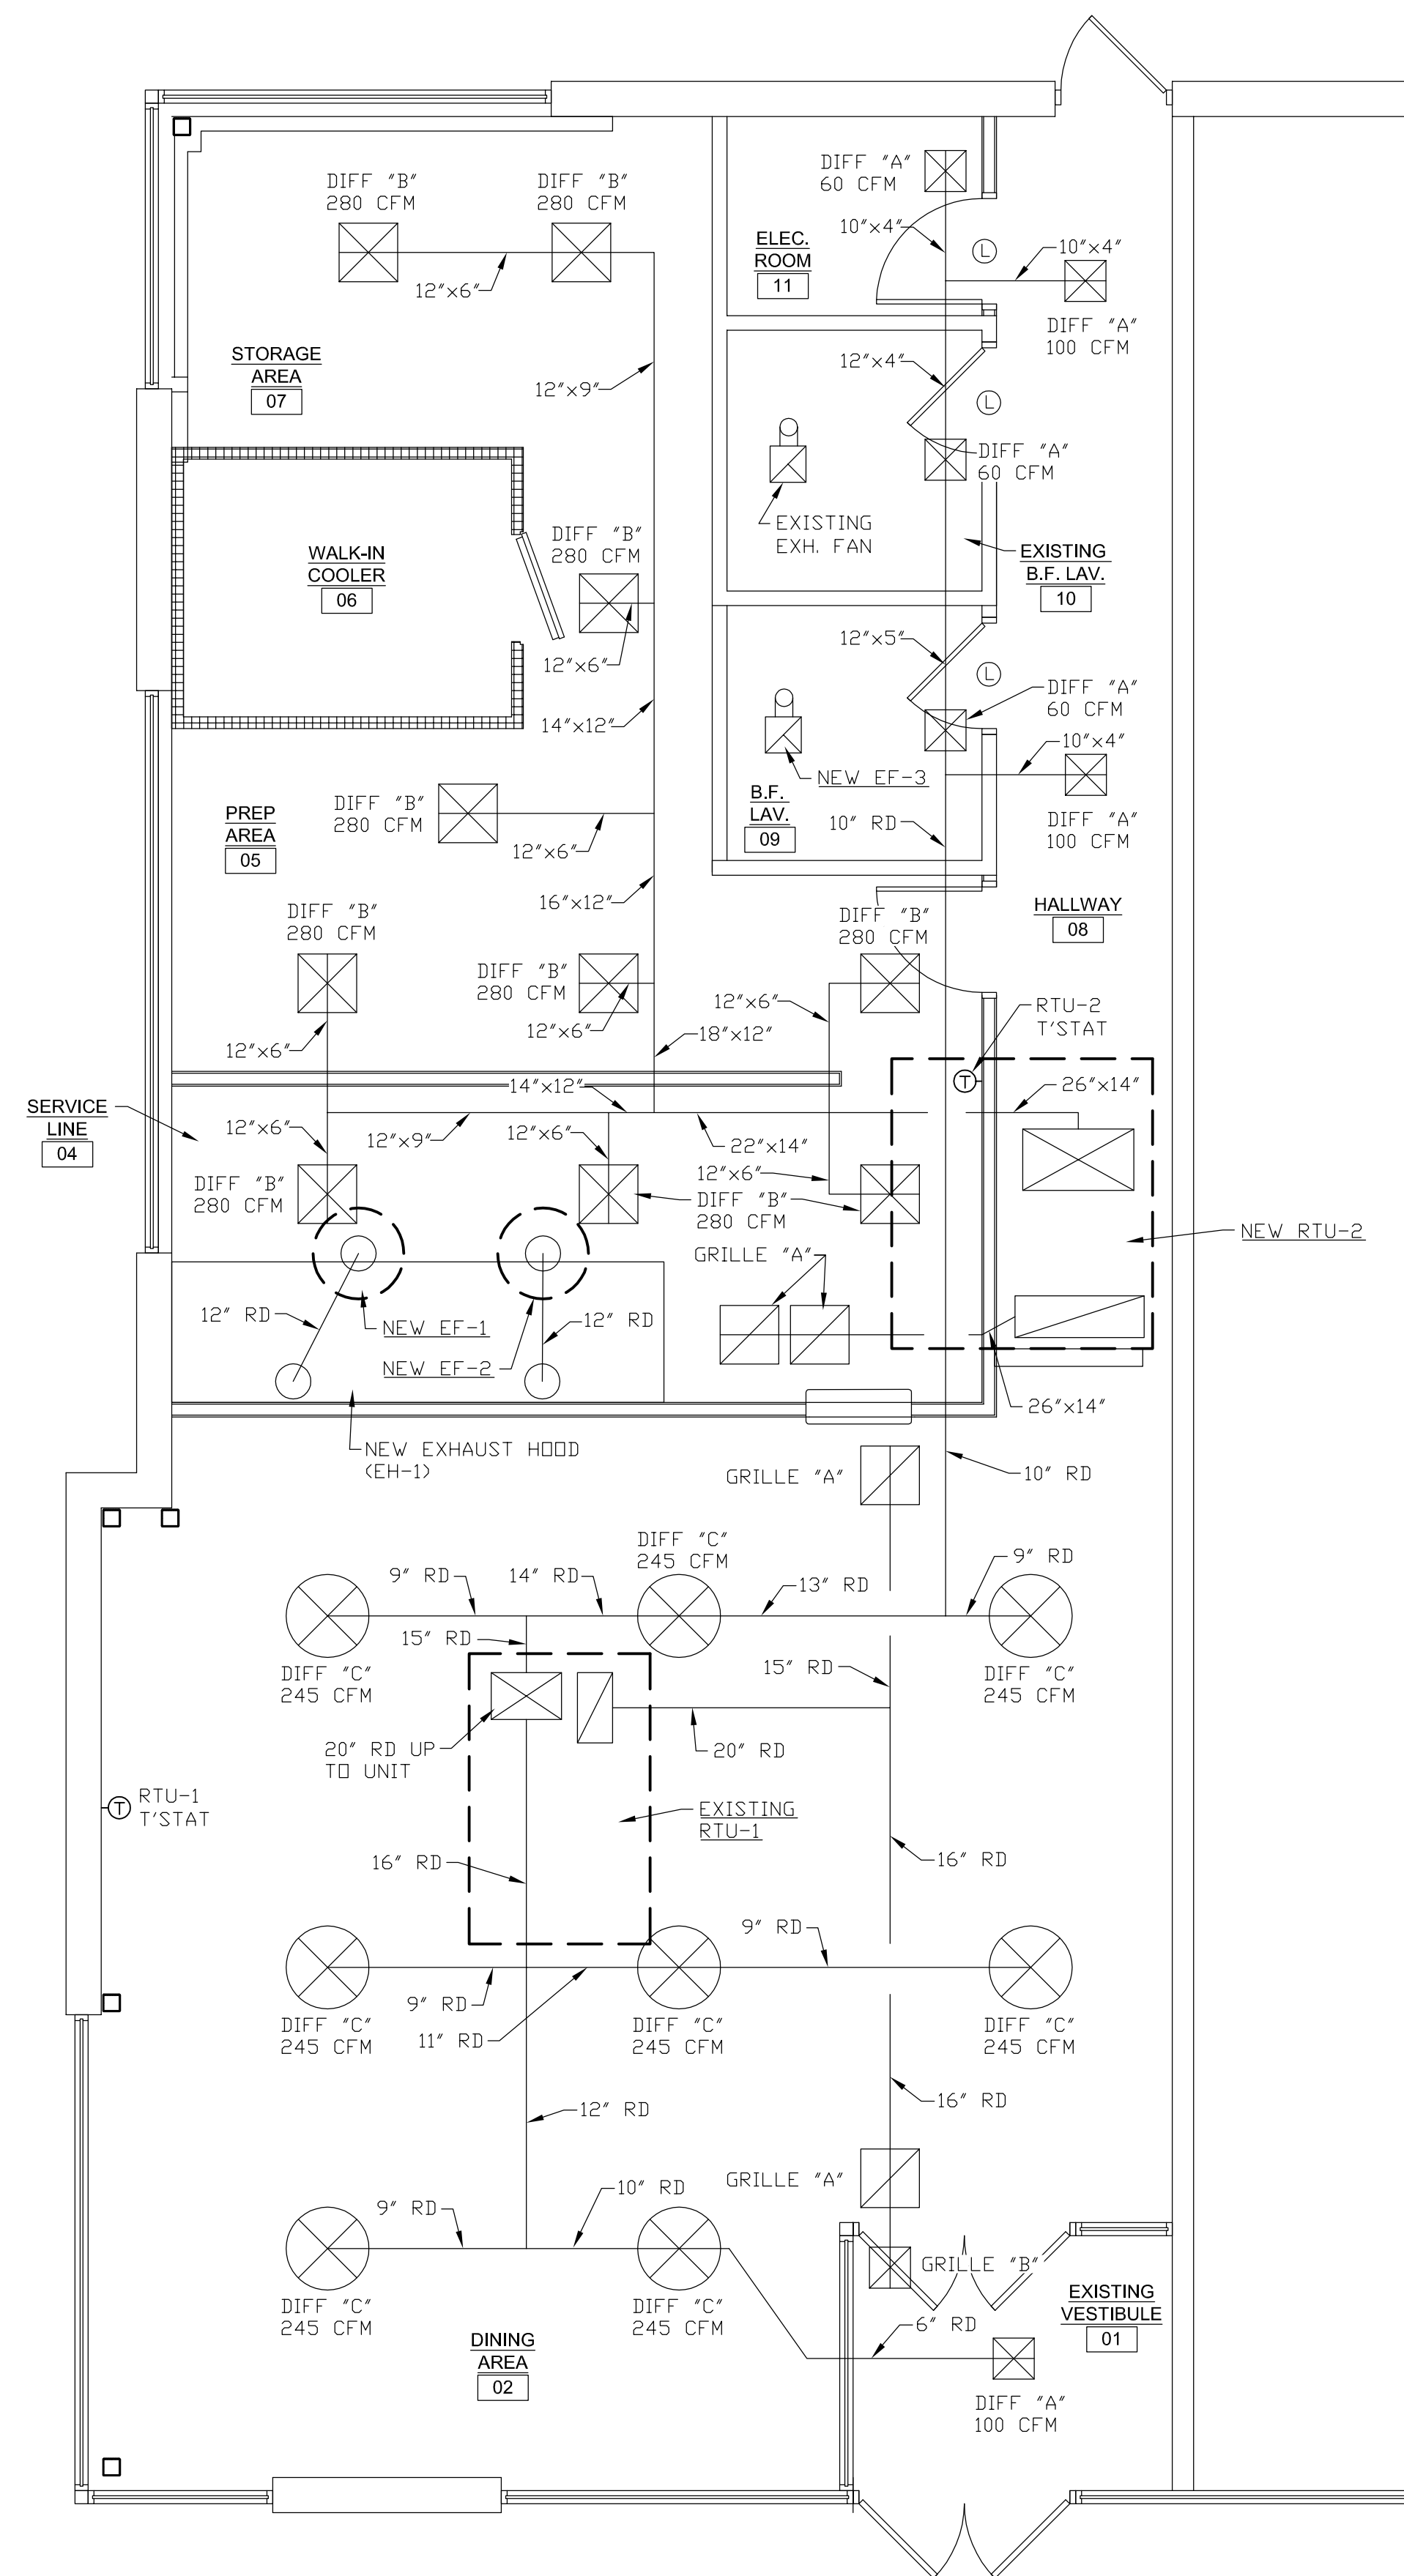 DIFF "A"
60 CFM
DIFF "B"
280 CFM
DIFF "B"
280 CFM
10"x4"
ELEC.
ROOM
11
L
10"x4"
12"x6"
DIFF "A"
100 CFM
STORAGE
AREA
07
12"x9"
12"x4"
L
DIFF "A"
60 CFM
EXISTING
EXH. FAN
DIFF "B"
280 CFM
WALK-IN
COOLER
06
EXISTING
B.F. LAV.
10
12"x6"
12"x5"
L
DIFF "A"
60 CFM
14"x12"
10"x4"
NEW EF-3
B.F.
LAV.
09
DIFF "B"
280 CFM
PREP
AREA
05
10" RD
DIFF "A"
100 CFM
12"x6"
16"x12"
DIFF "B"
280 CFM
DIFF "B"
280 CFM
HALLWAY
08
DIFF "B"
280 CFM
12"x6"
12"x6"
RTU-2
T'STAT
T
12"x6"
18"x12"
14"x12"
26"x14"
SERVICE
LINE
04
12"x6"
12"x9"
12"x6"
22"x14"
12"x6"
DIFF "B"
280 CFM
DIFF "B"
280 CFM
NEW RTU-2
GRILLE "A"
12" RD
NEW EF-1
12" RD
NEW EF-2
26"x14"
NEW EXHAUST HOOD
(EH-1)
GRILLE "A"
10" RD
DIFF "C"
245 CFM
9" RD
14" RD
13" RD
9" RD
15" RD
DIFF "C"
245 CFM
15" RD
DIFF "C"
245 CFM
20" RD UP
TO UNIT
20" RD
T
RTU-1
T'STAT
EXISTING
RTU-1
16" RD
16" RD
9" RD
9" RD
11" RD
DIFF "C"
245 CFM
DIFF "C"
245 CFM
DIFF "C"
245 CFM
12" RD
16" RD
GRILLE "A"
9" RD
10" RD
GRILLE "B"
DIFF "C"
245 CFM
DIFF "C"
245 CFM
EXISTING
VESTIBULE
01
6" RD
DINING
AREA
02
DIFF "A"
100 CFM